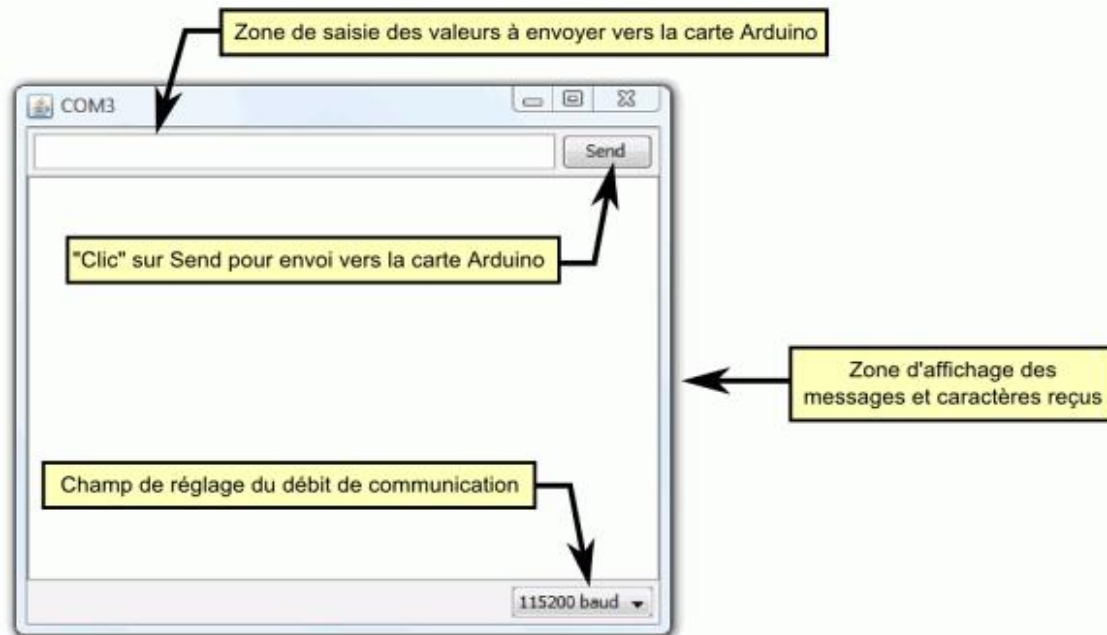 Zone de saisie des valeurs à envoyer vers la carte Arduino
COM3
Send
"Clic" sur Send pour envoi vers la carte Arduino
Zone d'affichage des
messages et caractères reçus
Champ de réglage du débit de communication
115200 baud